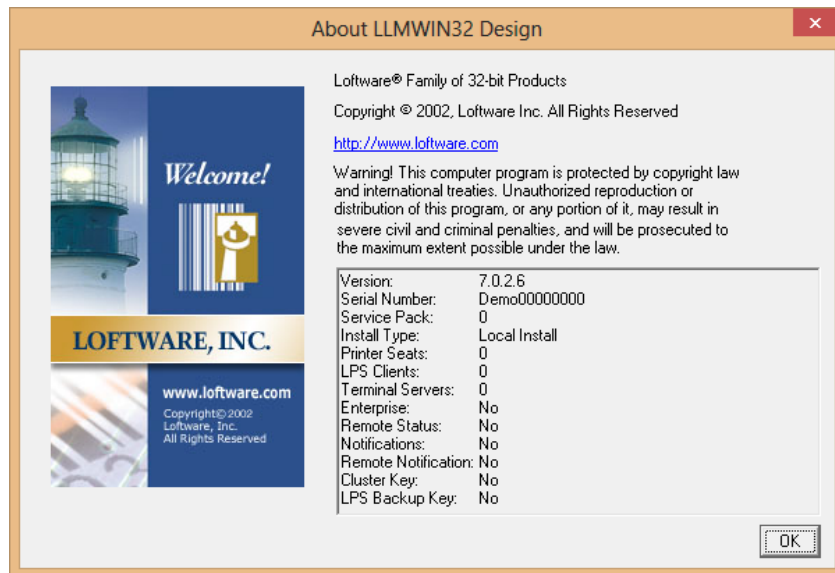 About LLMWIN32 Design
Welcome!
LOFTWARE, INC.
www.loftware.com
Copyright© 2002
Loftware, Inc.
All Rights Reserved
Loftware® Family of 32-bit Products
Copyright © 2002, Loftware Inc. All Rights Reserved
http://www.loftware.com
Warning! This computer program is protected by copyright law
and international treaties. Unauthorized reproduction or
distribution of this program, or any portion of it, may result in
severe civil and criminal penalties, and will be prosecuted to
the maximum extent possible under the law.
Version: 7.0.2.6
Serial Number: Demo00000000
Service Pack: 0
Install Type: Local Install
Printer Seats: 0
LPS Clients: 0
Terminal Servers: 0
Enterprise: No
Remote Status: No
Notifications: No
Remote Notification: No
Cluster Key: No
LPS Backup Key: No
OK